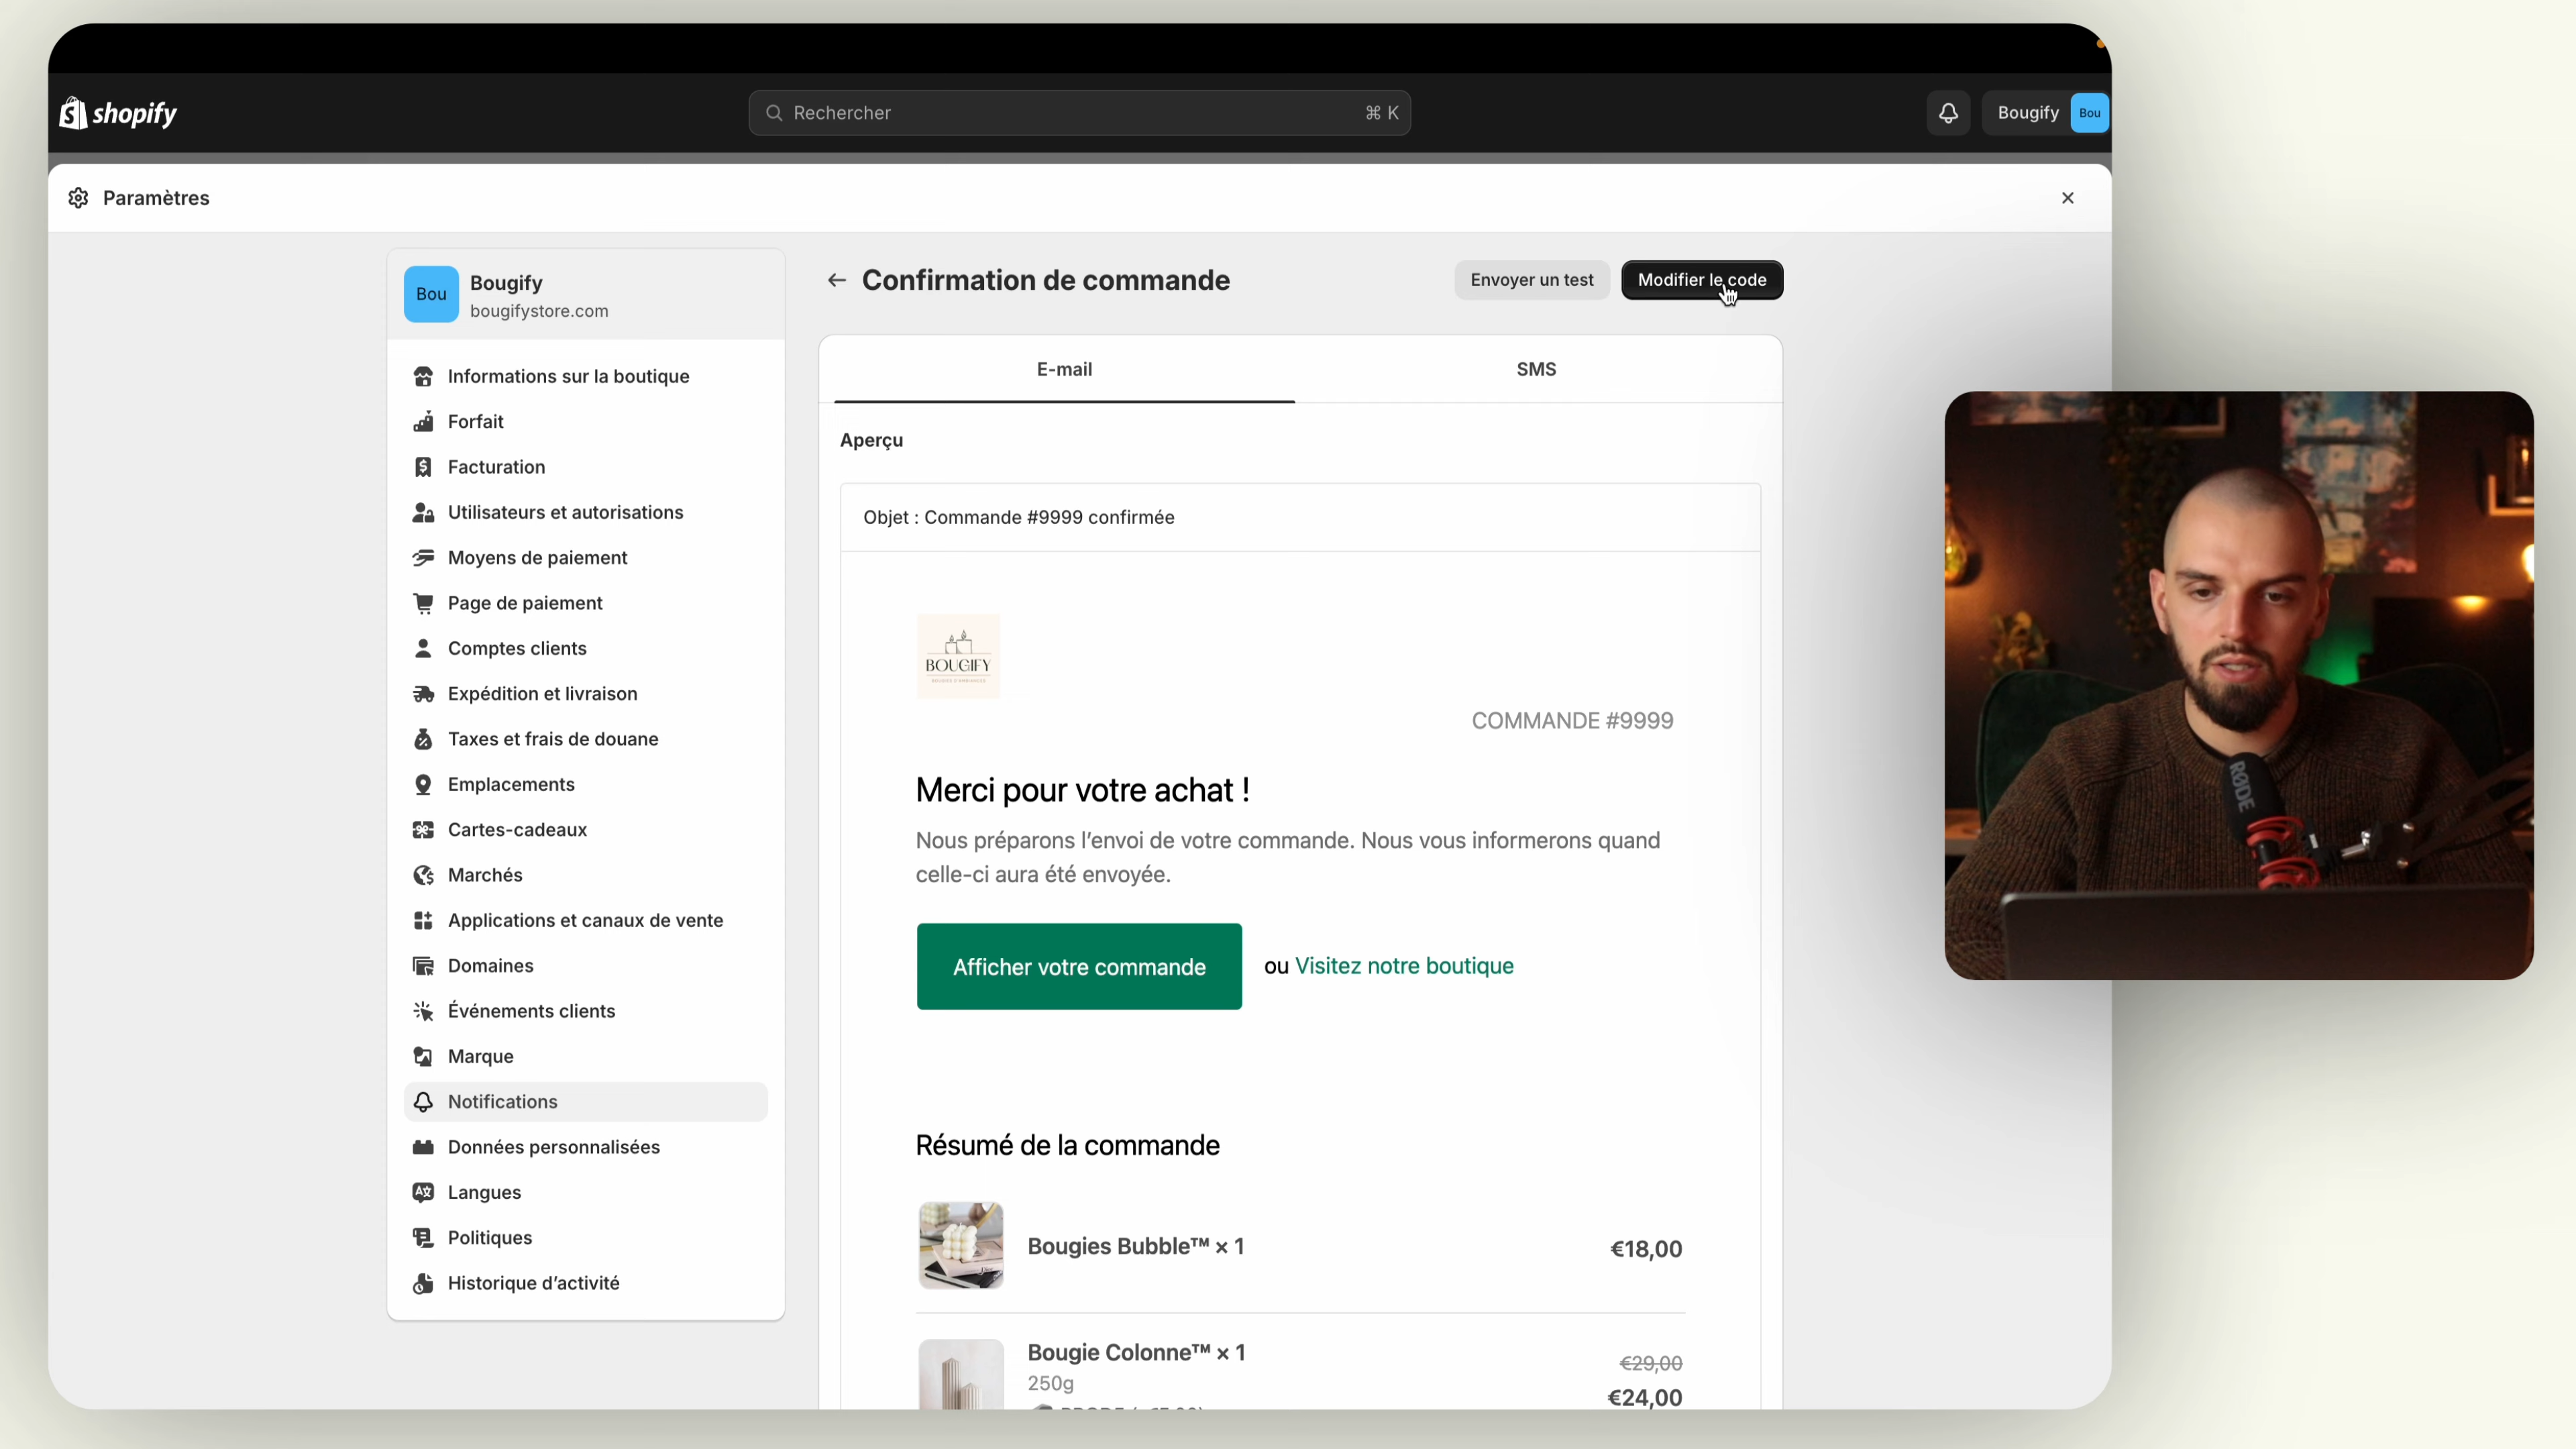 shopify
Rechercher
⌘ K
Bougify
Bou
Paramètres
Bou
Bougify
bougifystore.com
Informations sur la boutique
Forfait
Facturation
Utilisateurs et autorisations
Moyens de paiement
Page de paiement
Comptes clients
Expédition et livraison
Taxes et frais de douane
Emplacements
Cartes-cadeaux
Marchés
Applications et canaux de vente
Domaines
Événements clients
Marque
Notifications
Données personnalisées
Langues
Politiques
Historique d’activité
Confirmation de commande
Envoyer un test
Modifier le code
E-mail
SMS
Aperçu
Objet : Commande #9999 confirmée
BOUGIFY
COMMANDE #9999
Merci pour votre achat !
Nous préparons l’envoi de votre commande. Nous vous informerons quand
celle-ci aura été envoyée.
Afficher votre commande
ou Visitez notre boutique
Résumé de la commande
Bougies Bubble™ × 1
€18,00
Bougie Colonne™ × 1
250g
€29,00
€24,00
RØDE